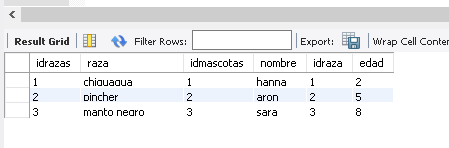 Result Grid Filter Rows: Export: Wrap Cell Conter
idrazas raza idmascotas nombre idraza edad
1 chiguagua 1 hanna 1 2
2 pincher 2 aron 2 5
3 manto negro 3 sara 3 8